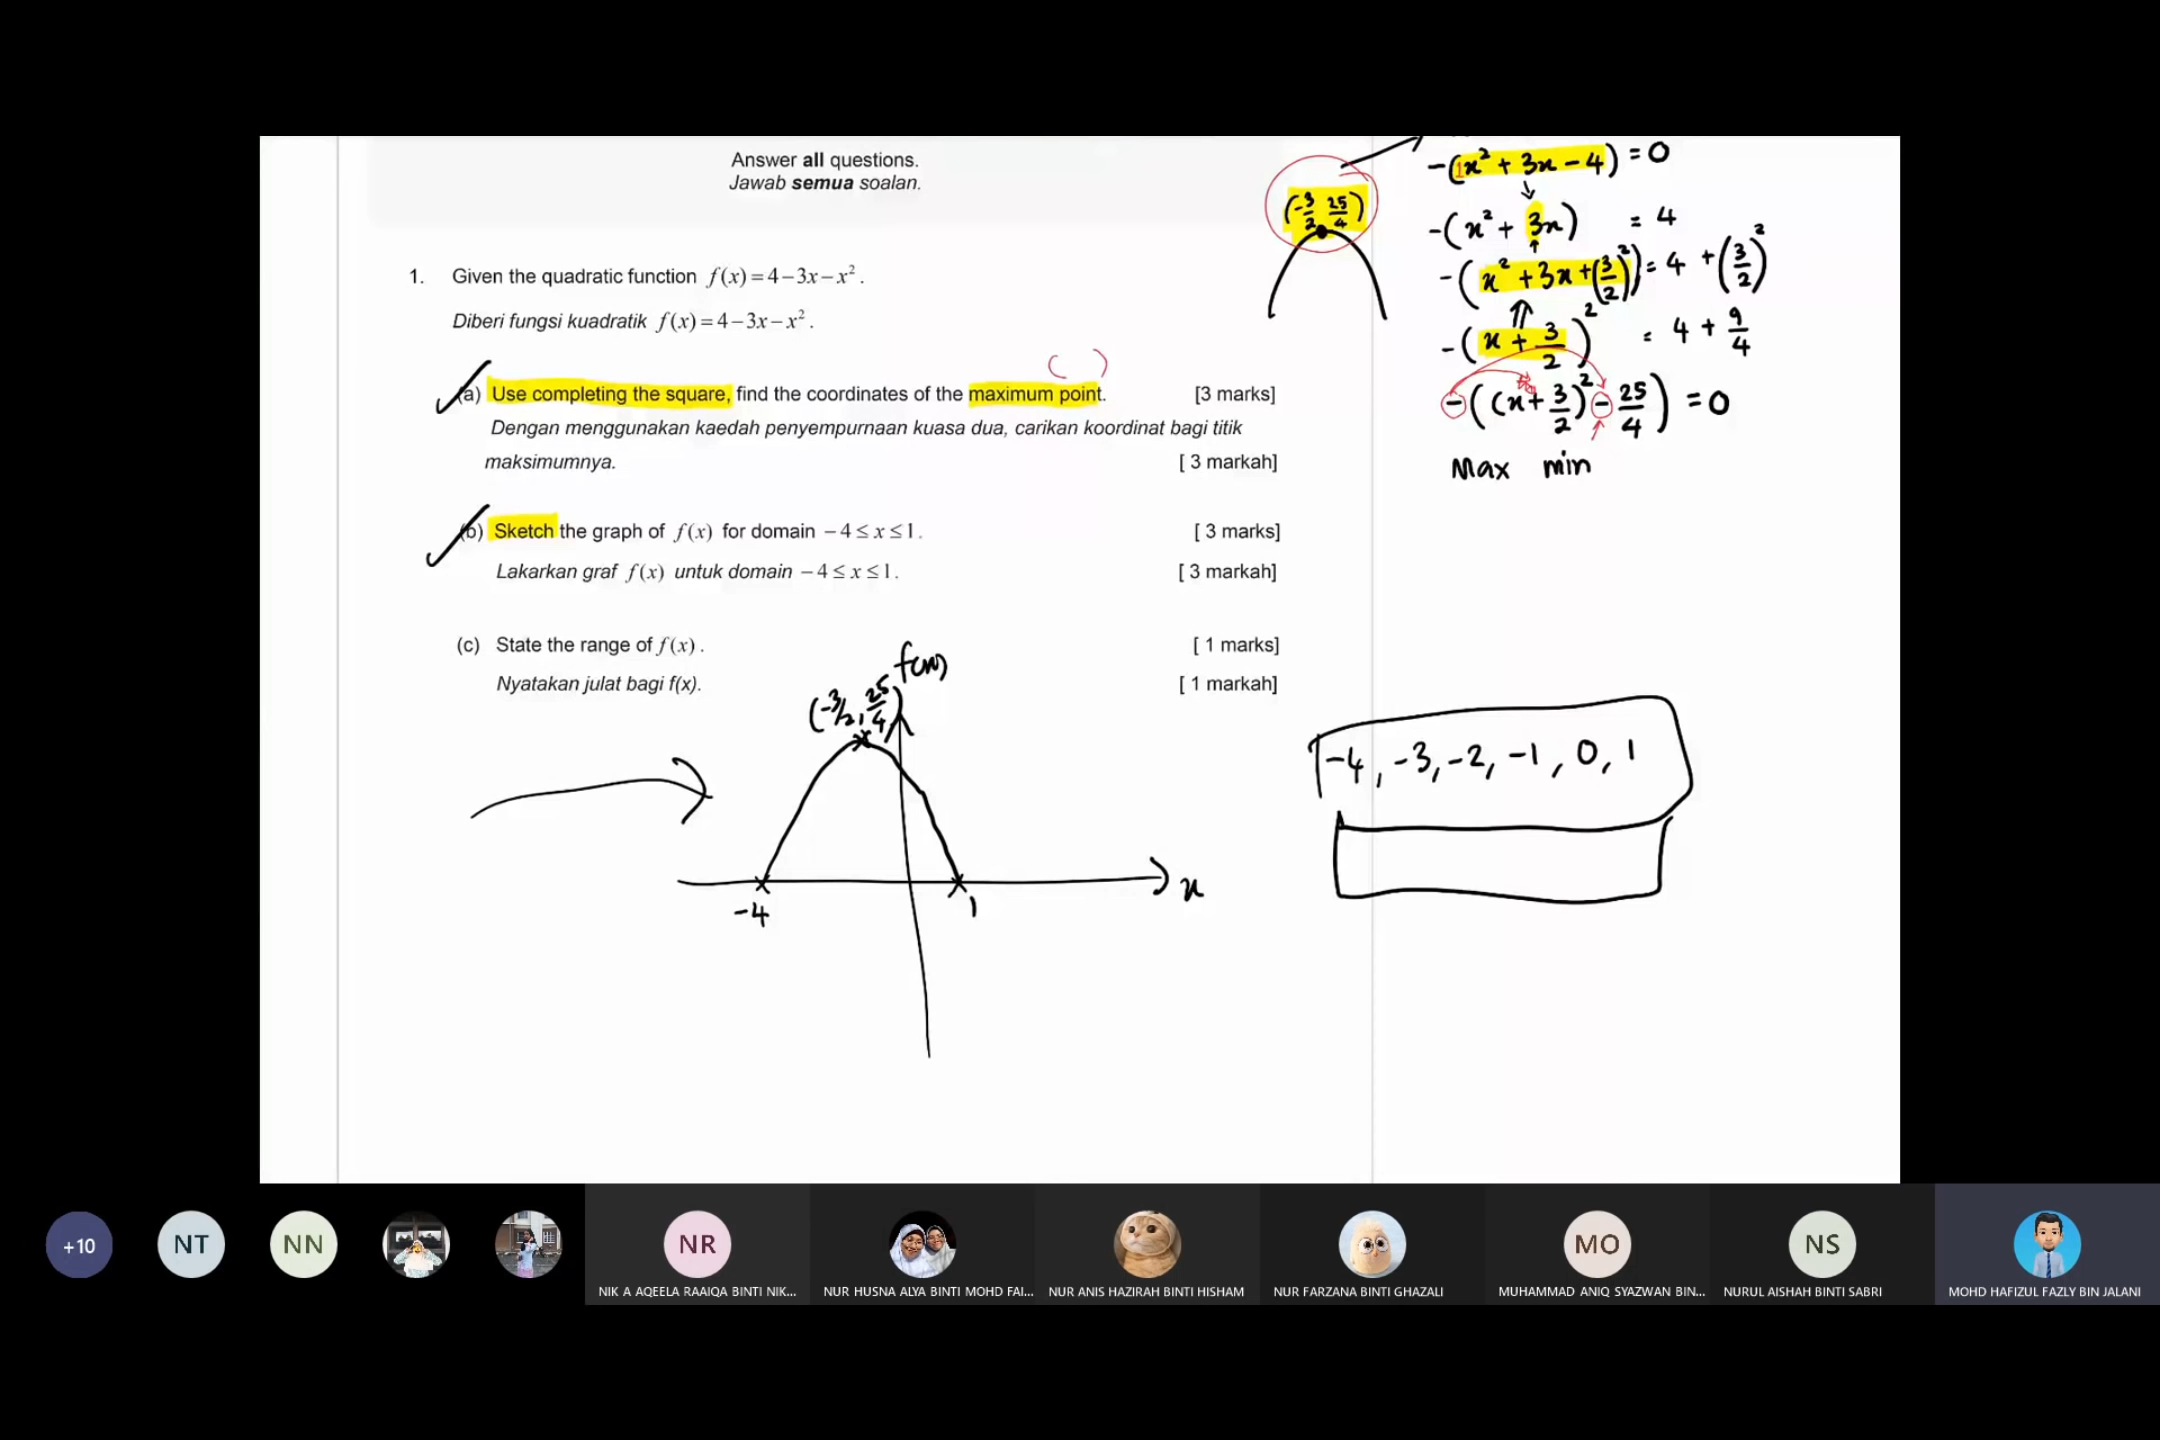 Answer all questions.
Jawab semua soalan.
1. Given the quadratic function f(x)=4−3x−x².
Diberi fungsi kuadratik f(x)=4−3x−x².
( )
(a) Use completing the square, find the coordinates of the maximum point. [3 marks]
Dengan menggunakan kaedah penyempurnaan kuasa dua, carikan koordinat bagi titik
maksimumnya. [ 3 markah]
(b) Sketch the graph of f(x) for domain −4≤x≤1. [ 3 marks]
Lakarkan graf f(x) untuk domain −4≤x≤1. [ 3 markah]
(c) State the range of f(x). [ 1 marks]
Nyatakan julat bagi f(x). [ 1 markah]
f(x)
(-3/2, 25/4)
-4
1
x
(-3/2 25/4)
-(1x² + 3x - 4) = 0
-(x² + 3x) = 4
-(x² + 3x + (3/2)²) = 4 + (3/2)²
-(x + 3/2)² = 4 + 9/4
-((x + 3/2)² - 25/4) = 0
Max min
-4, -3, -2, -1, 0, 1
+10
NT
NN
NR
MO
NS
NIK A AQEELA RAAIQA BINTI NIK...
NUR HUSNA ALYA BINTI MOHD FAI...
NUR ANIS HAZIRAH BINTI HISHAM
NUR FARZANA BINTI GHAZALI
MUHAMMAD ANIQ SYAZWAN BIN...
NURUL AISHAH BINTI SABRI
MOHD HAFIZUL FAZLY BIN JALANI